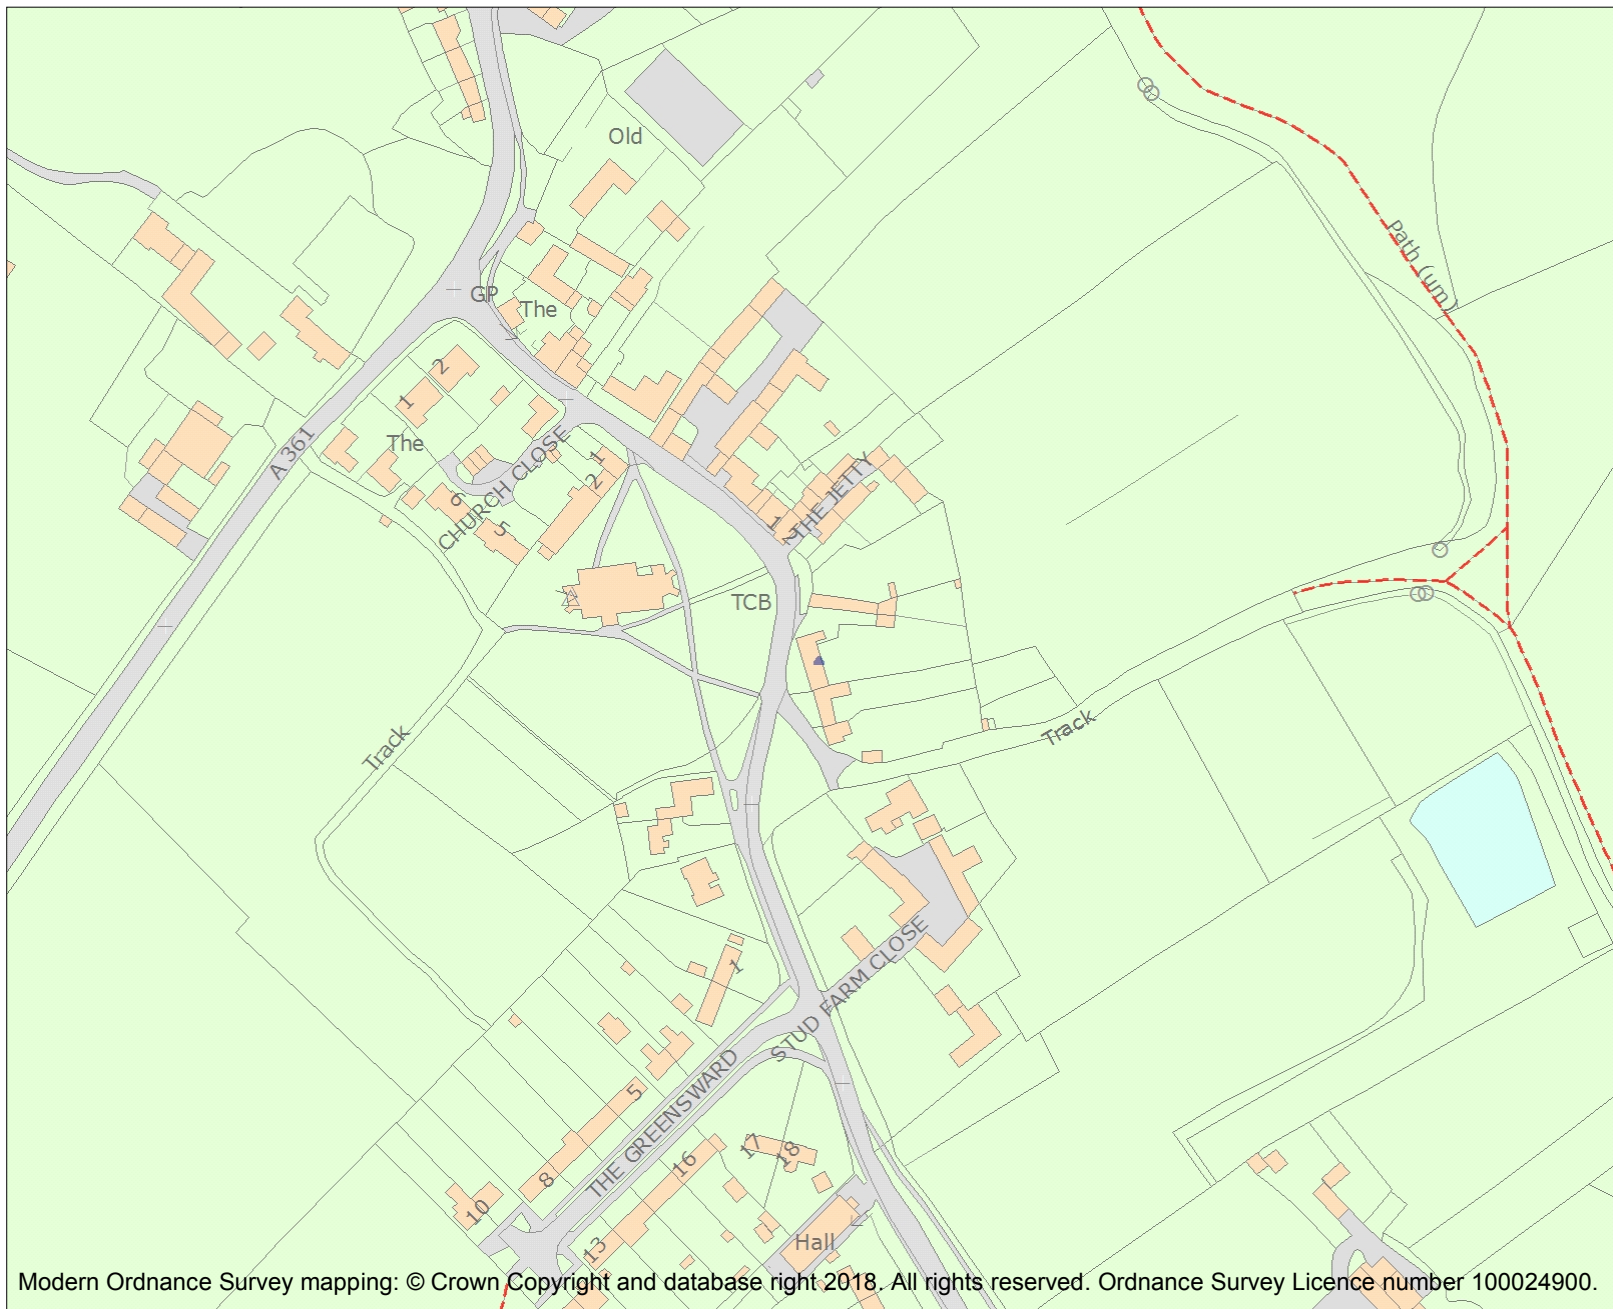 Old
Path (um)
GP
The
2
1
A 361
The
CHURCH CLOSE
1
2
6
5
THE JETTY
1
2
TCB
Track
Track
1
STUD FARM CLOSE
THE GREENSWARD
5
8
10
16
17
18
13
Hall
Modern Ordnance Survey mapping: © Crown Copyright and database right 2018. All rights reserved. Ordnance Survey Licence number 100024900.